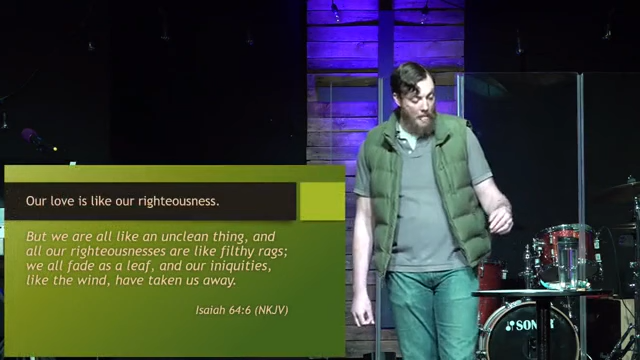 Our love is like our righteousness.
But we are all like an unclean thing, and
all our righteousnesses are like filthy rags;
we all fade as a leaf, and our iniquities,
like the wind, have taken us away.
Isaiah 64:6 (NKJV)
SONOR